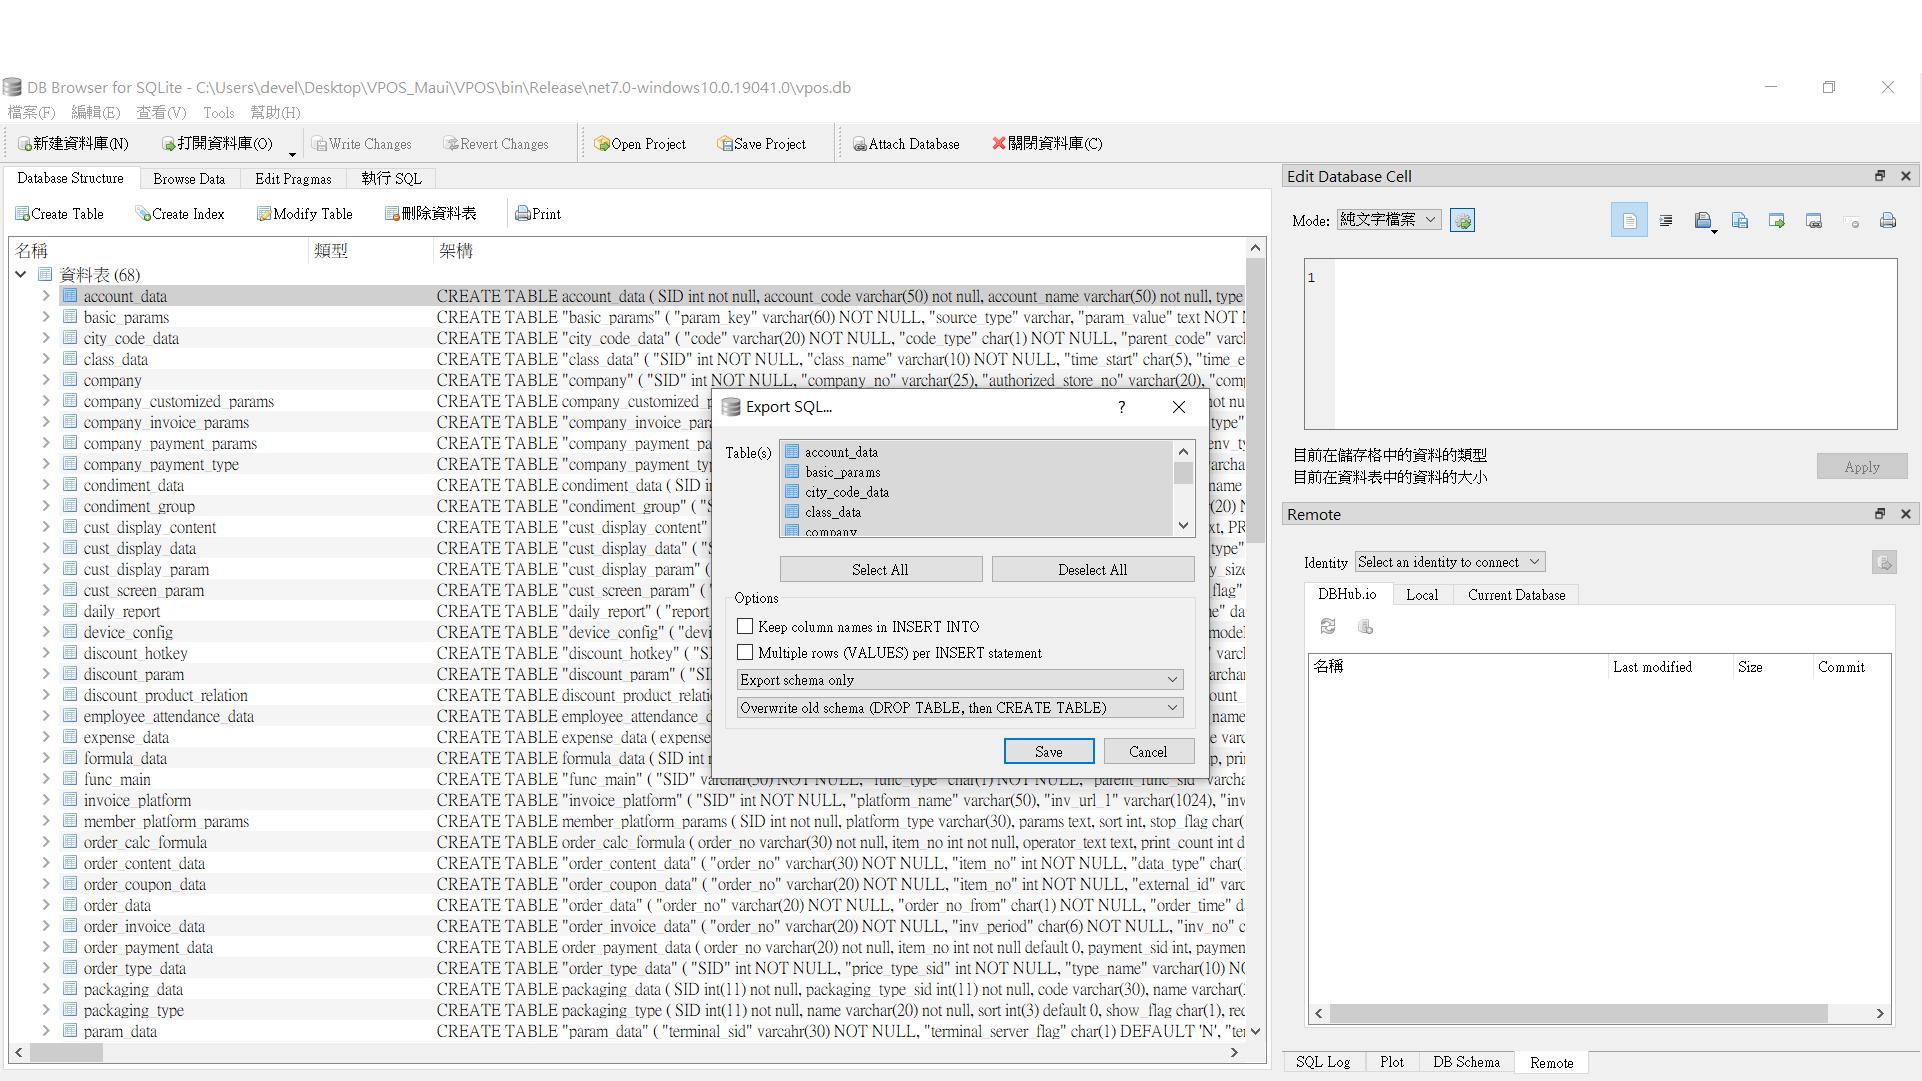 DB Browser for SQLite - C:\Users\devel\Desktop\VPOS_Maui\VPOS\bin\Release\net7.0-windows10.0.19041.0\vpos.db
檔案(F) 編輯(E) 查看(V) Tools 幫助(H)
新建資料庫(N) 打開資料庫(O) Write Changes Revert Changes Open Project Save Project Attach Database 關閉資料庫(C)
Database Structure Browse Data Edit Pragmas 執行 SQL
Create Table Create Index Modify Table 刪除資料表 Print
名稱 類型 架構
資料表 (68)
account_data CREATE TABLE account_data ( SID int not null, account_code varchar(50) not null, account_name varchar(50) not null, type
basic_params CREATE TABLE "basic_params" ( "param_key" varchar(60) NOT NULL, "source_type" varchar, "param_value" text NOT
city_code_data CREATE TABLE "city_code_data" ( "code" varchar(20) NOT NULL, "code_type" char(1) NOT NULL, "parent_code"
class_data CREATE TABLE "class_data" ( "SID" int NOT NULL, "class_name" varchar(10) NOT NULL, "time_start" char(5), "time_e
company CREATE TABLE "company" ( "SID" int NOT NULL, "company_no" varchar(25), "authorized_store_no" varchar(20), "com
company_customized_params CREATE TABLE "company_customized_p
company_invoice_params CREATE TABLE "company_invoice_par type"
company_payment_params CREATE TABLE "company_payment_pa env_ty
company_payment_type CREATE TABLE "company_payment_typ
condiment_data CREATE TABLE condiment_data ( SID in name
condiment_group CREATE TABLE "condiment_group" (
cust_display_content CREATE TABLE "cust_display_content"
cust_display_data CREATE TABLE "cust_display_data" ( type"
cust_display_param CREATE TABLE "cust_display_param" (
cust_screen_param CREATE TABLE "cust_screen_param" ( flag"
daily_report CREATE TABLE "daily_report" ( "report
device_config CREATE TABLE "device_config" ( "devi model
discount_hotkey CREATE TABLE "discount_hotkey" (
discount_param CREATE TABLE "discount_param" (
discount_product_relation CREATE TABLE discount_product_relatio
employee_attendance_data CREATE TABLE employee_attendance_d name
expense_data CREATE TABLE expense_data ( expense
formula_data CREATE TABLE formula_data ( SID int
func_main CREATE TABLE "func_main" ( "SID" varchar(50) NOT NULL, "func_type" char(1) NOT NULL, "parent_func_sid"
invoice_platform CREATE TABLE "invoice_platform" ( "SID" int NOT NULL, "platform_name" varchar(50), "inv_url_1" varchar(1024), "inv
member_platform_params CREATE TABLE member_platform_params ( SID int not null, platform_type varchar(30), params text, sort int, stop_flag char(
order_calc_formula CREATE TABLE order_calc_formula ( order_no varchar(30) not null, item_no int not null, operator_text text, print_count int d
order_content_data CREATE TABLE "order_content_data" ( "order_no" varchar(30) NOT NULL, "item_no" int NOT NULL, "data_type" char(
order_coupon_data CREATE TABLE "order_coupon_data" ( "order_no" varchar(20) NOT NULL, "item_no" int NOT NULL, "external_id" varc
order_data CREATE TABLE "order_data" ( "order_no" varchar(20) NOT NULL, "order_no_from" char(1) NOT NULL, "order_time" da
order_invoice_data CREATE TABLE "order_invoice_data" ( "order_no" varchar(20) NOT NULL, "inv_period" char(6) NOT NULL, "inv_no" c
order_payment_data CREATE TABLE order_payment_data ( order_no varchar(20) not null, item_no int not null default 0, payment_sid int, paymen
order_type_data CREATE TABLE "order_type_data" ( "SID" int NOT NULL, "price_type_sid" int NOT NULL, "type_name" varchar(10) NO
packaging_data CREATE TABLE packaging_data ( SID int(11) not null, packaging_type_sid int(11) not null, code varchar(30), name varchar(
packaging_type CREATE TABLE packaging_type ( SID int(11) not null, name varchar(20) not null, sort int(3) default 0, show_flag char(1), rec
param_data CREATE TABLE "param_data" ( "terminal_sid" varcahr(30) NOT NULL, "terminal_server_flag" char(1) DEFAULT 'N', "ter
Export SQL... ?
Table(s)
account_data
basic_params
city_code_data
class_data
company
Select All Deselect All
Options
Keep column names in INSERT INTO
Multiple rows (VALUES) per INSERT statement
Export schema only
Overwrite old schema (DROP TABLE, then CREATE TABLE)
Save Cancel
Edit Database Cell
Mode: 純文字檔案
1
目前在儲存格中的資料的類型
目前在資料表中的資料的大小
Apply
Remote
Identity Select an identity to connect
DBHub.io Local Current Database
名稱 Last modified Size Commit
SQL Log Plot DB Schema Remote